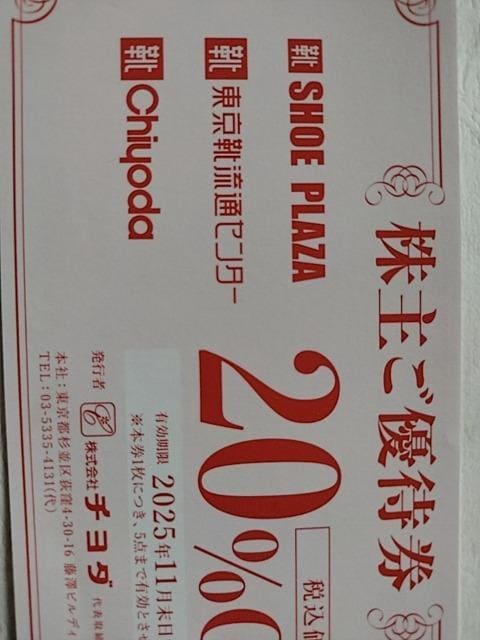 株主ご優待券
靴 SHOE PLAZA
靴 東京靴流通センター
靴 Chiyoda
税込
20%
有効期限 2025年11月末日
※本券1枚につき、5点まで有効とさせ
発行者 株式会社 チヨダ 代表取締
本社：東京都杉並区荻窪4-30-16 藤澤ビルディ
TEL：03-5335-4131(代)